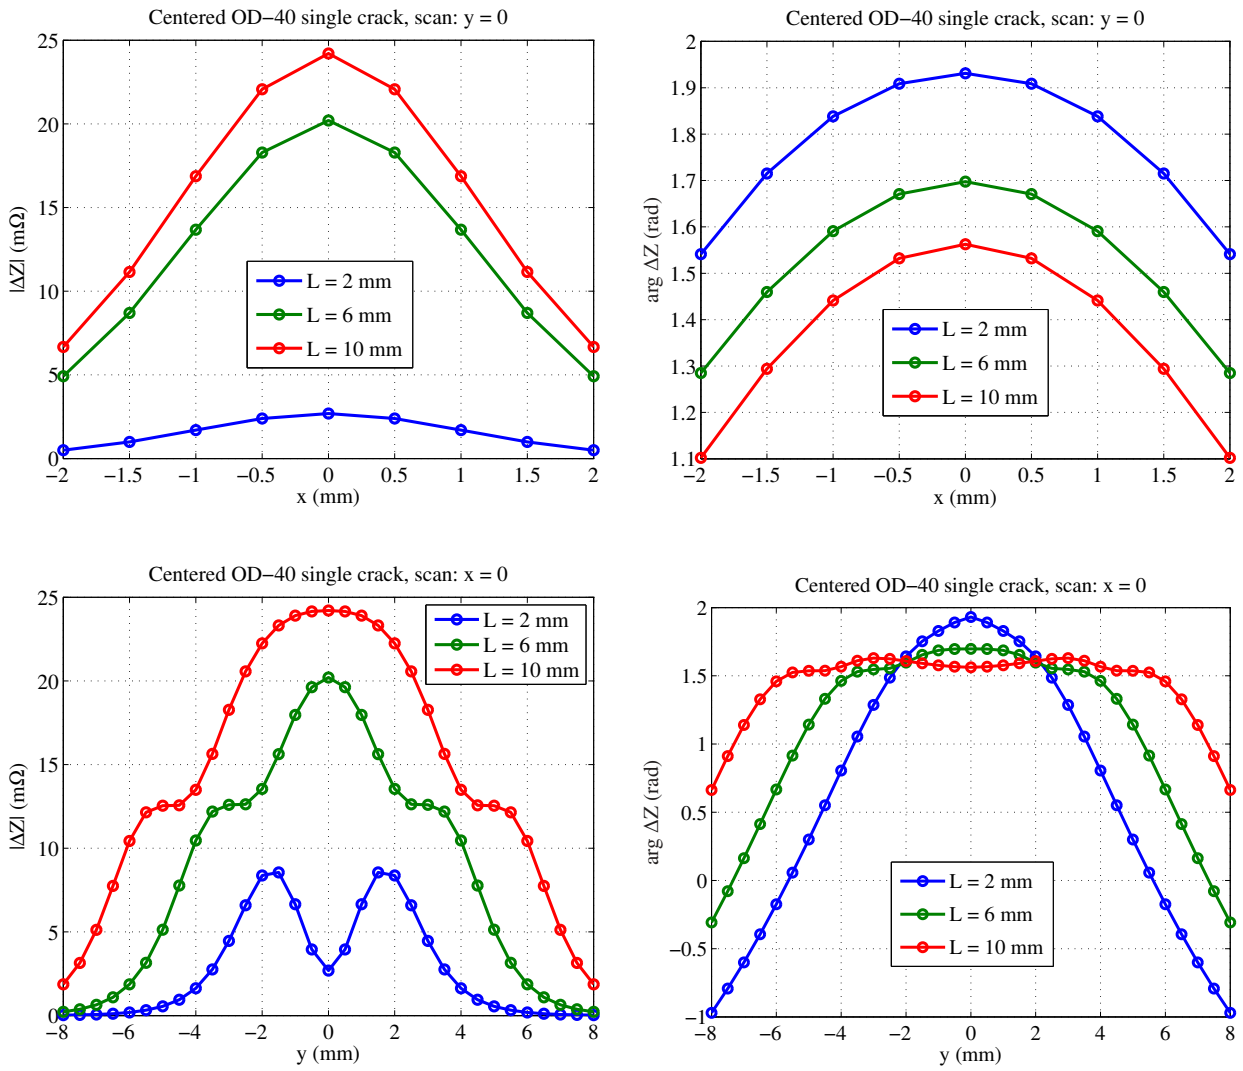 Centered OD−40 single crack, scan: y = 0
25
20
15
10
5
0
|ΔZ| (mΩ)
L = 2 mm
L = 6 mm
L = 10 mm
−2 −1.5 −1 −0.5 0 0.5 1 1.5 2
x (mm)
Centered OD−40 single crack, scan: y = 0
2
1.9
1.8
1.7
1.6
1.5
1.4
1.3
1.2
1.1
arg ΔZ (rad)
L = 2 mm
L = 6 mm
L = 10 mm
−2 −1.5 −1 −0.5 0 0.5 1 1.5 2
x (mm)
Centered OD−40 single crack, scan: x = 0
25
20
15
10
5
0
|ΔZ| (mΩ)
L = 2 mm
L = 6 mm
L = 10 mm
−8 −6 −4 −2 0 2 4 6 8
y (mm)
Centered OD−40 single crack, scan: x = 0
2
1.5
1
0.5
0
−0.5
−1
arg ΔZ (rad)
L = 2 mm
L = 6 mm
L = 10 mm
−8 −6 −4 −2 0 2 4 6 8
y (mm)